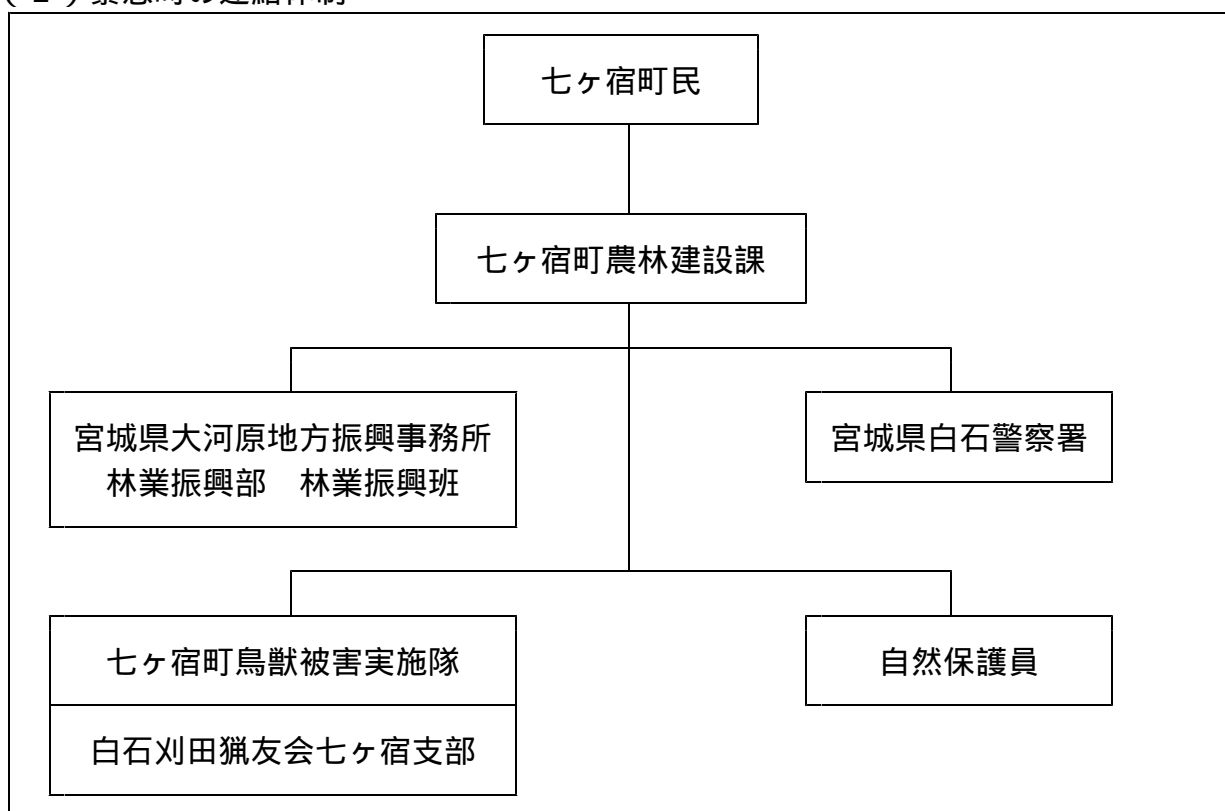 七ヶ宿町民
七ヶ宿町農林建設課
宮城県大河原地方振興事務所
林業振興部　林業振興班
宮城県白石警察署
七ヶ宿町鳥獣被害実施隊
白石刈田猟友会七ヶ宿支部
自然保護員